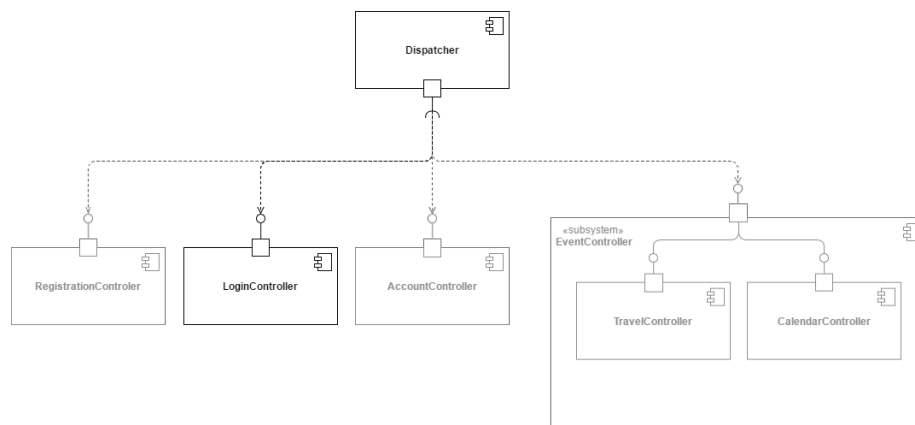 Dispatcher
«subsystem»
EventController
RegistrationControler
LoginController
AccountController
TravelController
CalendarController